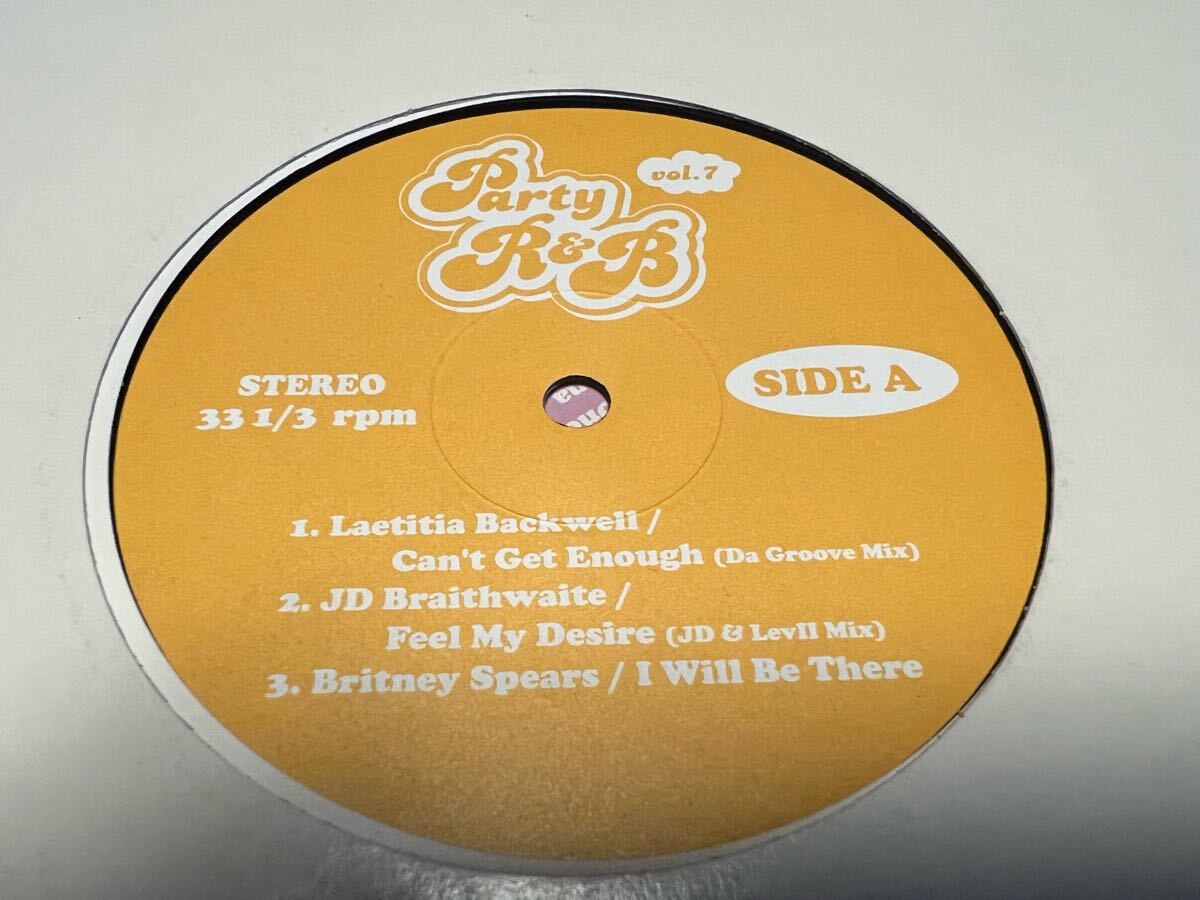 Party
vol.7
R&B
STEREO
33 1/3 rpm
SIDE A
1. Laetitia Backwell /
Can't Get Enough (Da Groove Mix)
2. JD Braithwaite /
Feel My Desire (JD & LevII Mix)
3. Britney Spears / I Will Be There